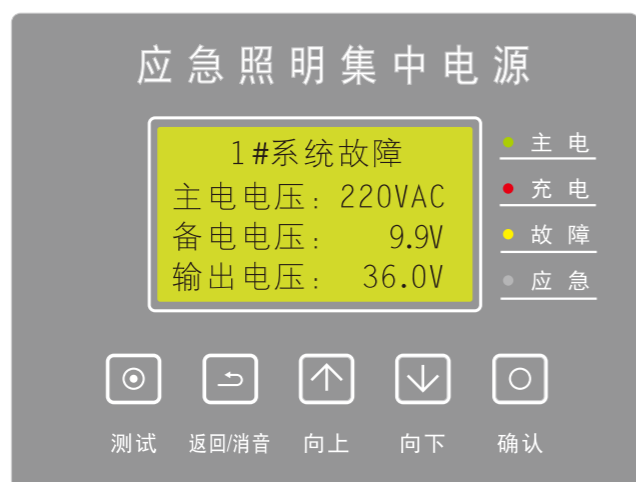 应急照明集中电源
1#系统故障
主电电压：220VAC
备电电压： 9.9V
输出电压： 36.0V
主电
充电
故障
应急
测试 返回/消音 向上 向下 确认